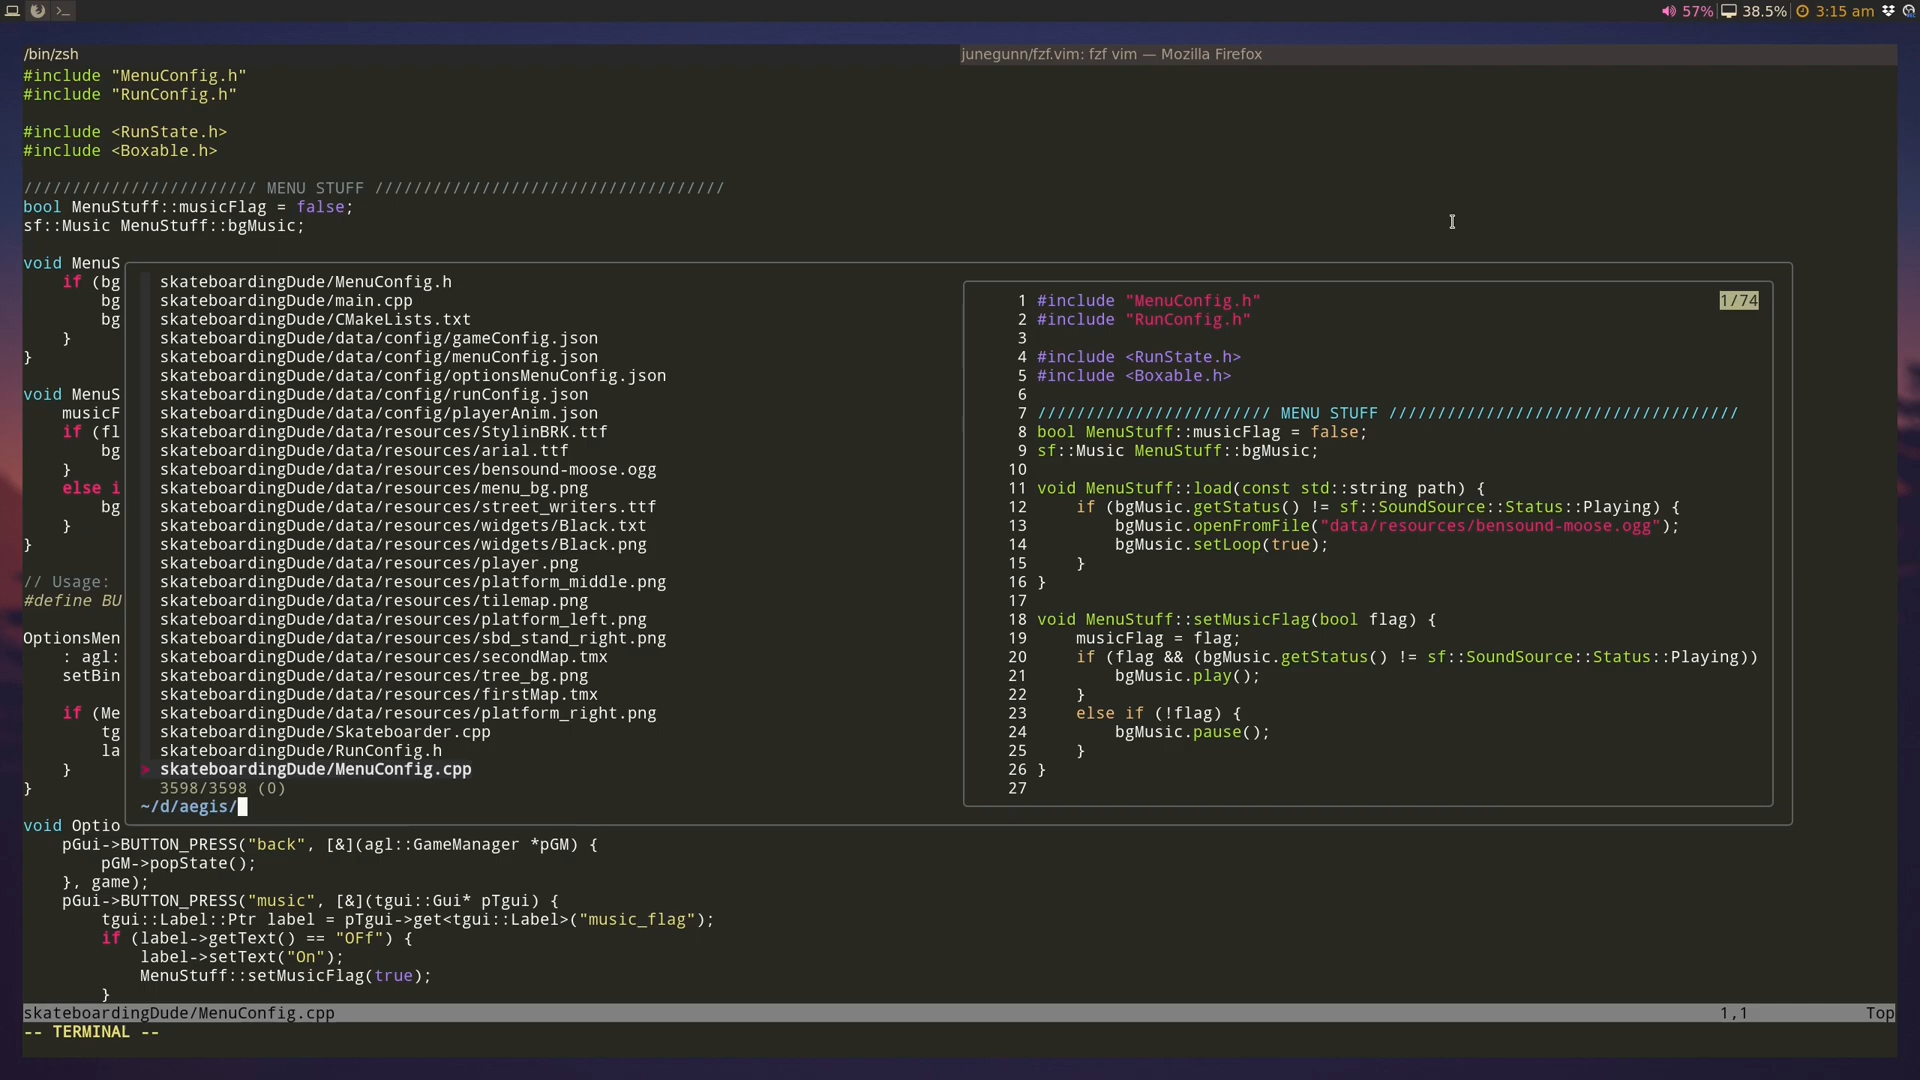 57% 38.5% 3:15 am
/bin/zsh
junegunn/fzf.vim: fzf vim — Mozilla Firefox
#include "MenuConfig.h"
#include "RunConfig.h"
#include <RunState.h>
#include <Boxable.h>
//////////////////////// MENU STUFF ////////////////////////////////////
bool MenuStuff::musicFlag = false;
sf::Music MenuStuff::bgMusic;
void MenuS
if (bg
bg
bg
}
}
void MenuS
musicF
if (fl
bg
}
else i
bg
}
}
// Usage:
#define BU
OptionsMen
: agl:
setBin
if (Me
tg
la
}
}
void Optio
skateboardingDude/MenuConfig.h
skateboardingDude/main.cpp
skateboardingDude/CMakeLists.txt
skateboardingDude/data/config/gameConfig.json
skateboardingDude/data/config/menuConfig.json
skateboardingDude/data/config/optionsMenuConfig.json
skateboardingDude/data/config/runConfig.json
skateboardingDude/data/config/playerAnim.json
skateboardingDude/data/resources/StylinBRK.ttf
skateboardingDude/data/resources/arial.ttf
skateboardingDude/data/resources/bensound-moose.ogg
skateboardingDude/data/resources/menu_bg.png
skateboardingDude/data/resources/street_writers.ttf
skateboardingDude/data/resources/widgets/Black.txt
skateboardingDude/data/resources/widgets/Black.png
skateboardingDude/data/resources/player.png
skateboardingDude/data/resources/platform_middle.png
skateboardingDude/data/resources/tilemap.png
skateboardingDude/data/resources/platform_left.png
skateboardingDude/data/resources/sbd_stand_right.png
skateboardingDude/data/resources/secondMap.tmx
skateboardingDude/data/resources/tree_bg.png
skateboardingDude/data/resources/firstMap.tmx
skateboardingDude/data/resources/platform_right.png
skateboardingDude/Skateboarder.cpp
skateboardingDude/RunConfig.h
> skateboardingDude/MenuConfig.cpp
3598/3598 (0)
~/d/aegis/
1/74
1 #include "MenuConfig.h"
2 #include "RunConfig.h"
3
4 #include <RunState.h>
5 #include <Boxable.h>
6
7 //////////////////////// MENU STUFF ////////////////////////////////////
8 bool MenuStuff::musicFlag = false;
9 sf::Music MenuStuff::bgMusic;
10
11 void MenuStuff::load(const std::string path) {
12 if (bgMusic.getStatus() != sf::SoundSource::Status::Playing) {
13 bgMusic.openFromFile("data/resources/bensound-moose.ogg");
14 bgMusic.setLoop(true);
15 }
16 }
17
18 void MenuStuff::setMusicFlag(bool flag) {
19 musicFlag = flag;
20 if (flag && (bgMusic.getStatus() != sf::SoundSource::Status::Playing))
21 bgMusic.play();
22 }
23 else if (!flag) {
24 bgMusic.pause();
25 }
26 }
27
pGui->BUTTON_PRESS("back", [&](agl::GameManager *pGM) {
pGM->popState();
}, game);
pGui->BUTTON_PRESS("music", [&](tgui::Gui* pTgui) {
tgui::Label::Ptr label = pTgui->get<tgui::Label>("music_flag");
if (label->getText() == "OFf") {
label->setText("On");
MenuStuff::setMusicFlag(true);
}
skateboardingDude/MenuConfig.cpp 1,1 Top
-- TERMINAL --